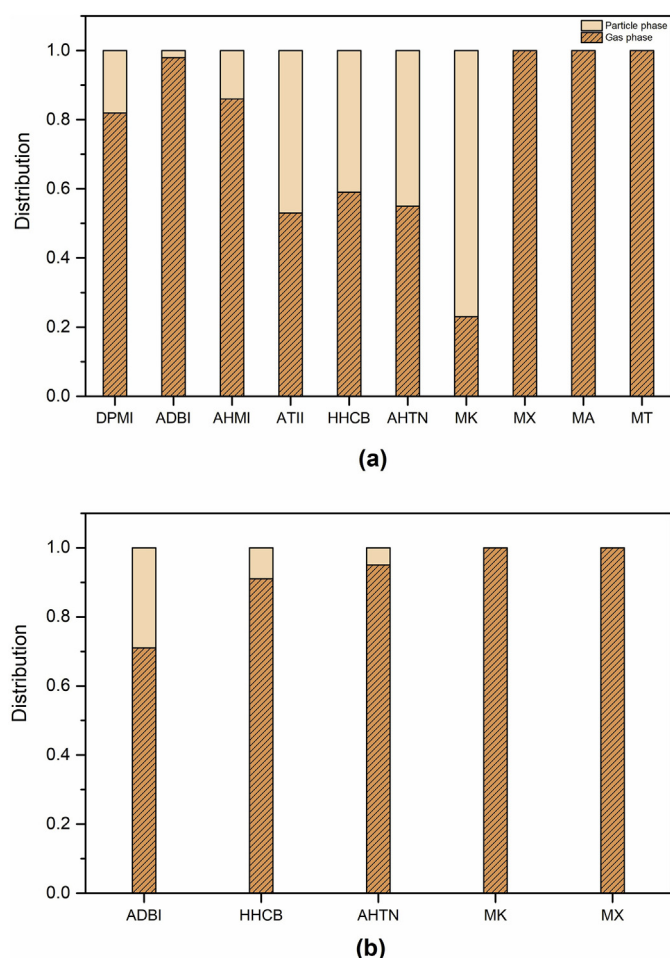 Particle phase
Gas phase
1.0
0.8
0.6
0.4
0.2
0.0
Distribution
DPMI ADBI AHMI ATII HHCB AHTN MK MX MA MT
(a)
1.0
0.8
0.6
0.4
0.2
0.0
Distribution
ADBI HHCB AHTN MK MX
(b)